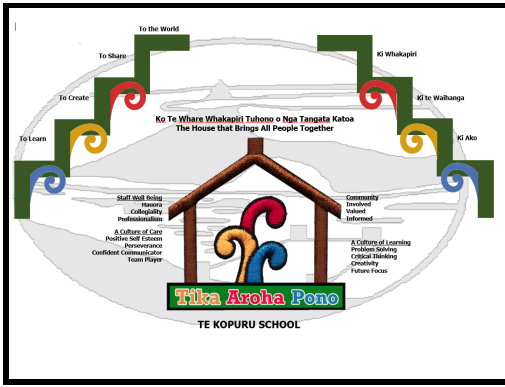 To the World
To Share
Ki Whakapiri
To Create
Ki te Waihanga
Ko Te Whare Whakapiri Tuhono o Nga Tangata Katoa
The House that Brings All People Together
To Learn
Ki Ako
Staff Well Being
Hauora
Collegiality
Professionalism
A Culture of Care
Positive Self Esteem
Perseverance
Confident Communicator
Team Player
Community
Involved
Valued
Informed
A Culture of Learning
Problem Solving
Critical Thinking
Creativity
Future Focus
Tika Aroha Pono
TE KOPURU SCHOOL